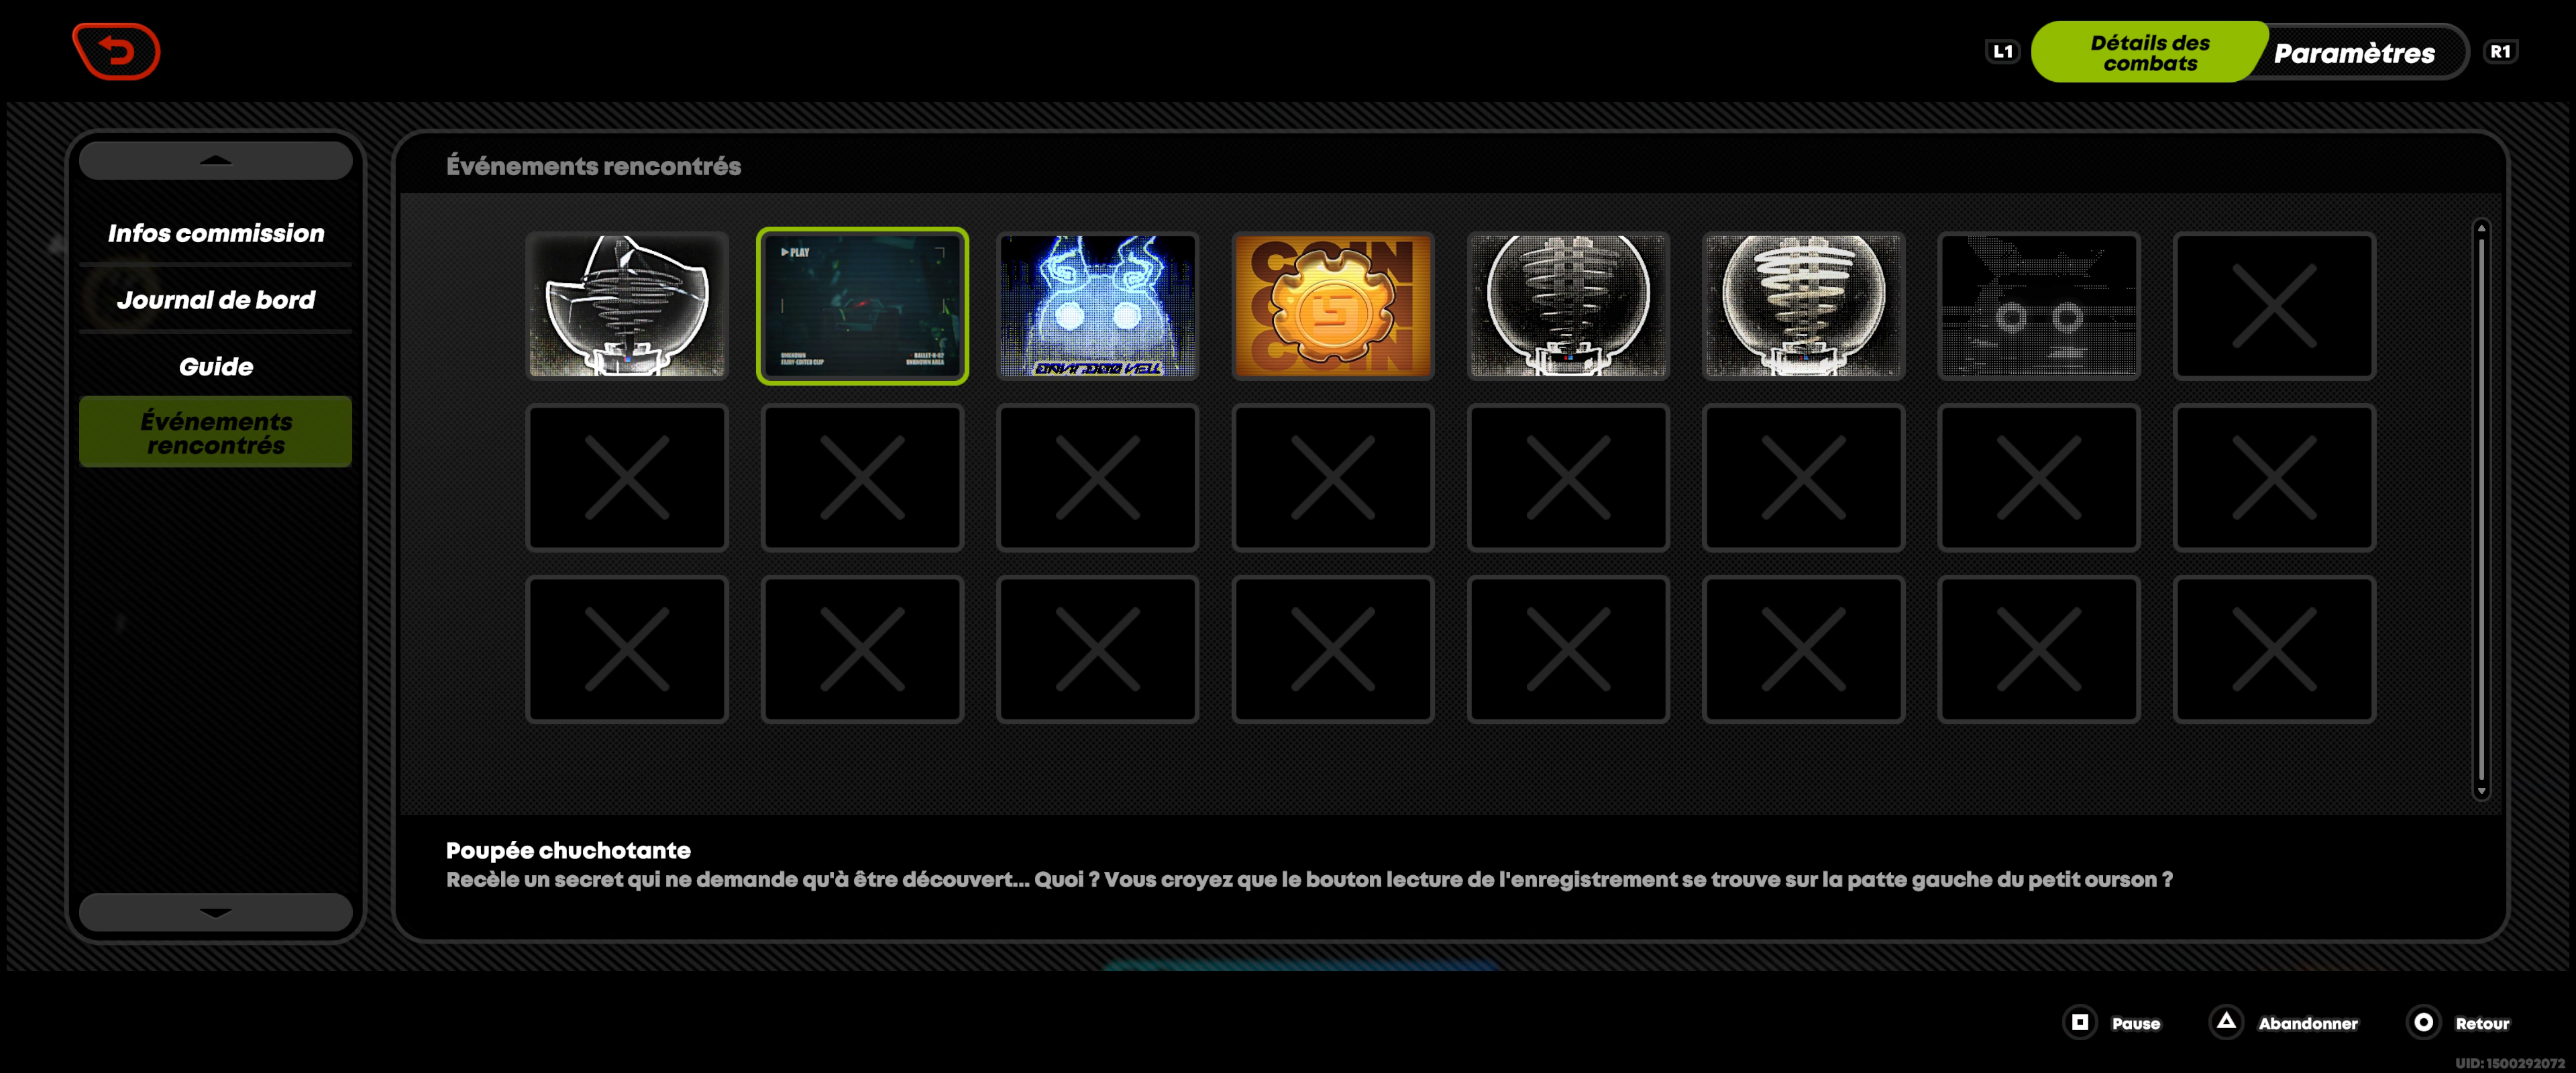 L1
Détails des
combats
Paramètres
R1
Infos commission
Journal de bord
Guide
Événements
rencontrés
Événements rencontrés
PLAY
COIN
Poupée chuchotante
Recèle un secret qui ne demande qu'à être découvert... Quoi ? Vous croyez que le bouton lecture de l'enregistrement se trouve sur la patte gauche du petit ourson ?
Pause
Abandonner
Retour
UID: 1500292072